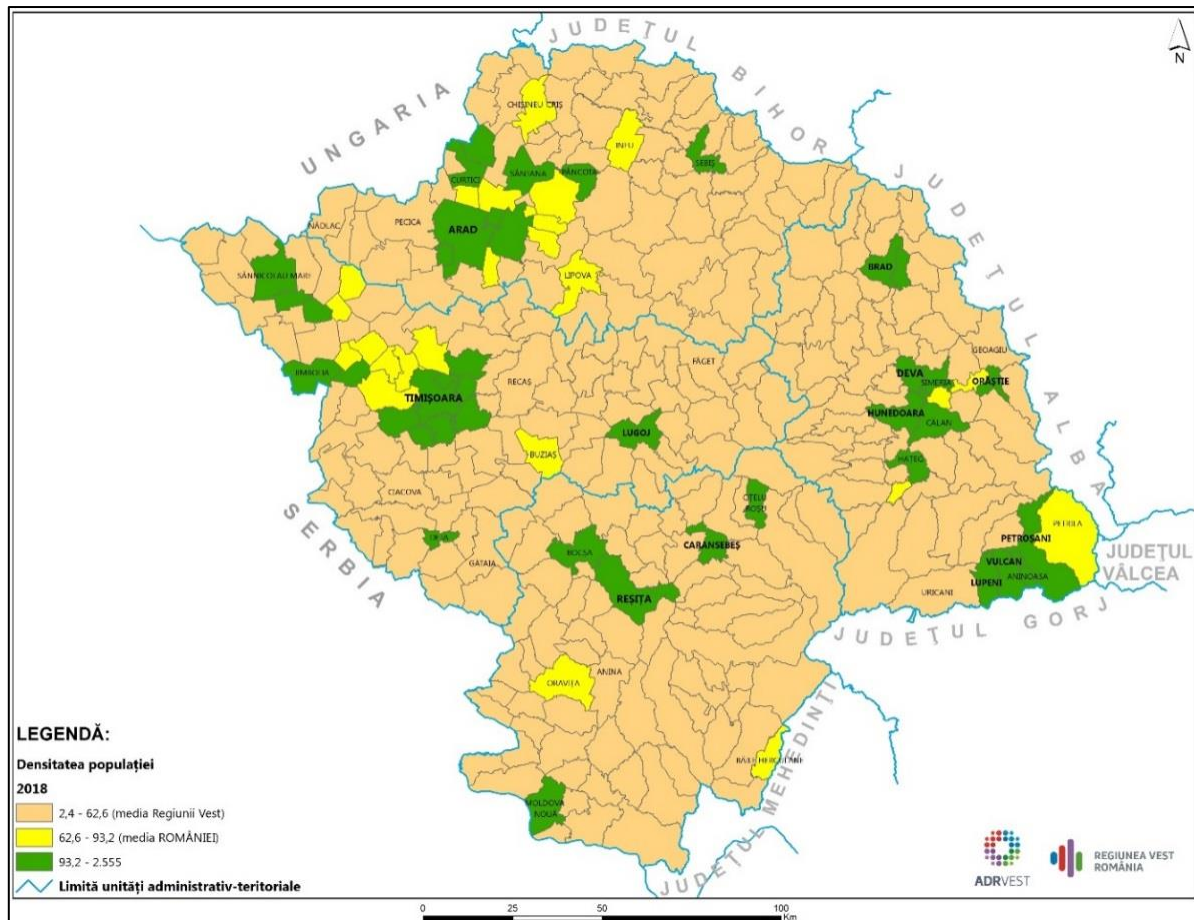 JUDEȚUL BIHOR
N
UNGARIA
CHIȘINEU CRIȘ
INEU
SEBIȘ
CURTICI
SÂNTANA
PÂNCOTA
NĂDLAC
PECICA
ARAD
LIPOVA
SÂNNICOLAU MARE
BRAD
JUDEȚUL ALBA
JIMBOLIA
TIMIȘOARA
RECAȘ
FĂGET
GEOAGIU
DEVA
SIMERIA
ORĂȘTIE
HUNEDOARA
CĂLAN
LUGOJ
BUZIAȘ
HAȚEG
CIACOVA
OȚELU
ROȘU
DETA
GĂTAIA
SERBIA
CARANSEBEȘ
BOCȘA
REȘIȚA
PETRILA
PETROȘANI
VULCAN
ANINOASA
LUPENI
URICANI
JUDEȚUL
VÂLCEA
JUDEȚUL GORJ
ANINA
ORAVIȚA
BĂILE HERCULANE
JUDEȚUL MEHEDINȚI
MOLDOVA
NOUĂ
LEGENDĂ:
Densitatea populației
2018
2,4 - 62,6 (media Regiunii Vest)
62,6 - 93,2 (media ROMÂNIEI)
93,2 - 2.555
Limită unități administrativ-teritoriale
ADRVEST
REGIUNEA VEST
ROMÂNIA
0 25 50 100
Km